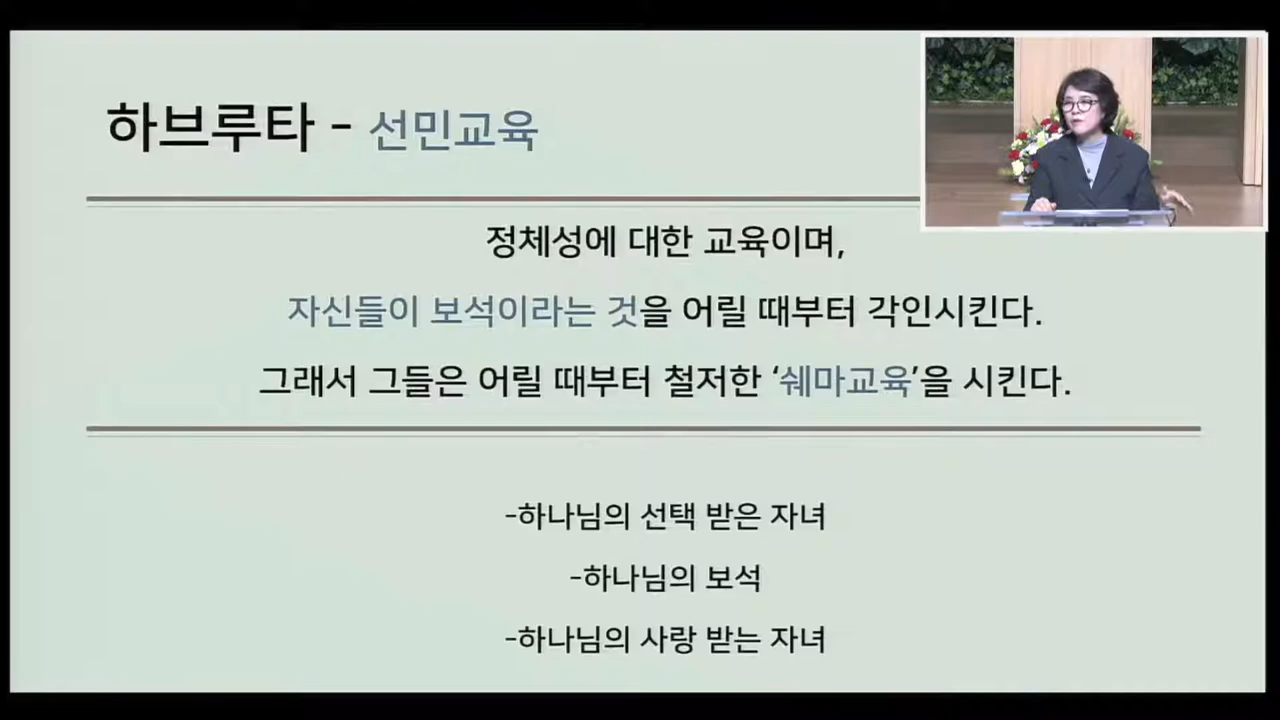 하브루타 - 선민교육
정체성에 대한 교육이며,
자신들이 보석이라는 것을 어릴 때부터 각인시킨다.
그래서 그들은 어릴 때부터 철저한 ‘쉐마교육’을 시킨다.
-하나님의 선택 받은 자녀
-하나님의 보석
-하나님의 사랑 받는 자녀